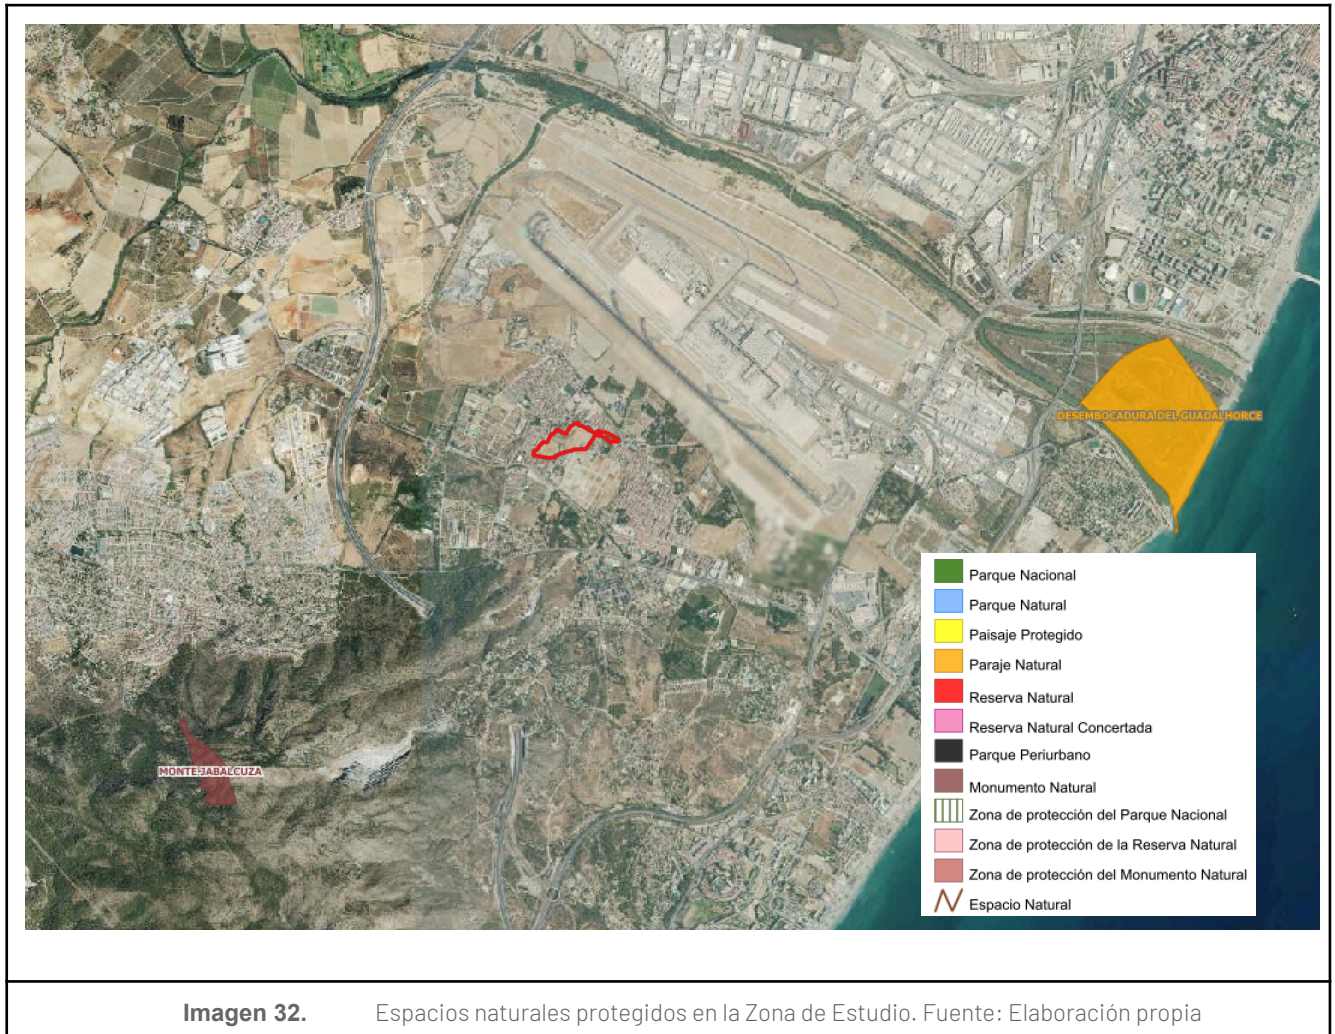 DESEMBOCADURA DEL GUADALHORCE
MONTE JABALCUZA
Parque Nacional
Parque Natural
Paisaje Protegido
Paraje Natural
Reserva Natural
Reserva Natural Concertada
Parque Periurbano
Monumento Natural
Zona de protección del Parque Nacional
Zona de protección de la Reserva Natural
Zona de protección del Monumento Natural
Espacio Natural
Imagen 32. Espacios naturales protegidos en la Zona de Estudio. Fuente: Elaboración propia